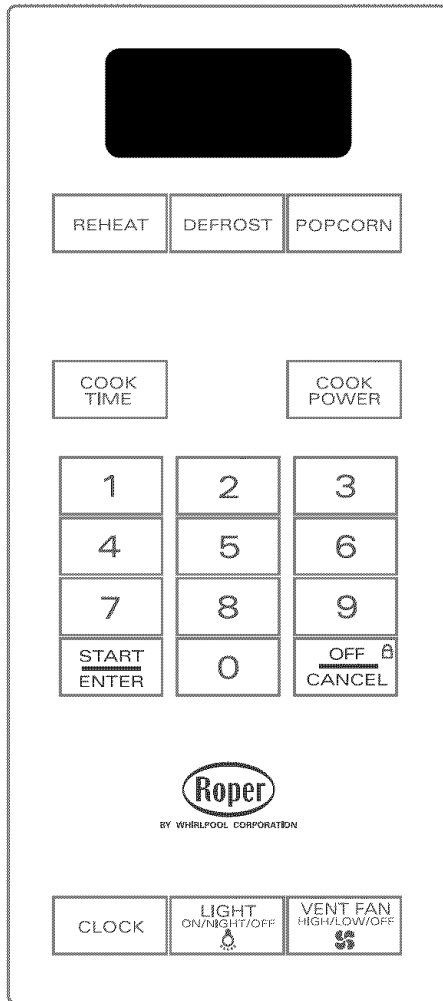 REHEAT DEFROST POPCORN
COOK TIME COOK POWER
1 2 3
4 5 6
7 8 9
START ENTER 0 OFF CANCEL
Roper
BY WHIRLPOOL CORPORATION
CLOCK LIGHT ON/NIGHT/OFF VENT FAN HIGH/LOW/OFF